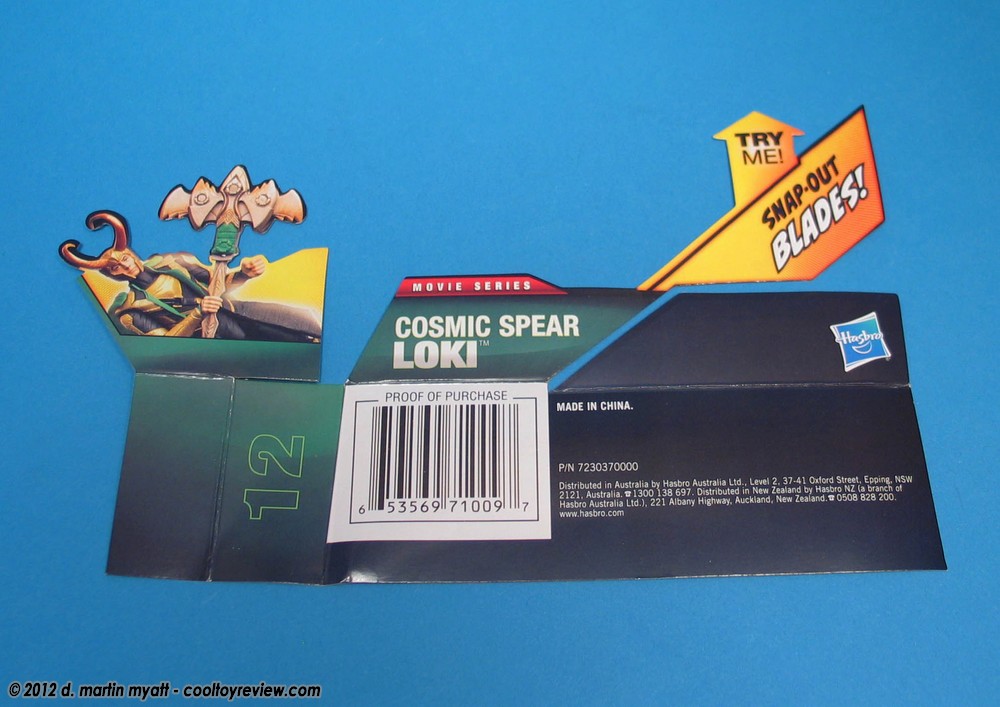 TRY
ME!
SNAP-OUT
BLADES!
MOVIE SERIES
COSMIC SPEAR
LOKI™
Hasbro
12
PROOF OF PURCHASE
6 53569 71009 7
MADE IN CHINA.
P/N 7230370000
Distributed in Australia by Hasbro Australia Ltd., Level 2, 37-41 Oxford Street, Epping, NSW
2121, Australia. ☎1300 138 697. Distributed in New Zealand by Hasbro NZ (a branch of
Hasbro Australia Ltd.), 221 Albany Highway, Auckland, New Zealand.☎0508 828 200.
www.hasbro.com
©2012 d. martin myatt - cooltoyreview.com